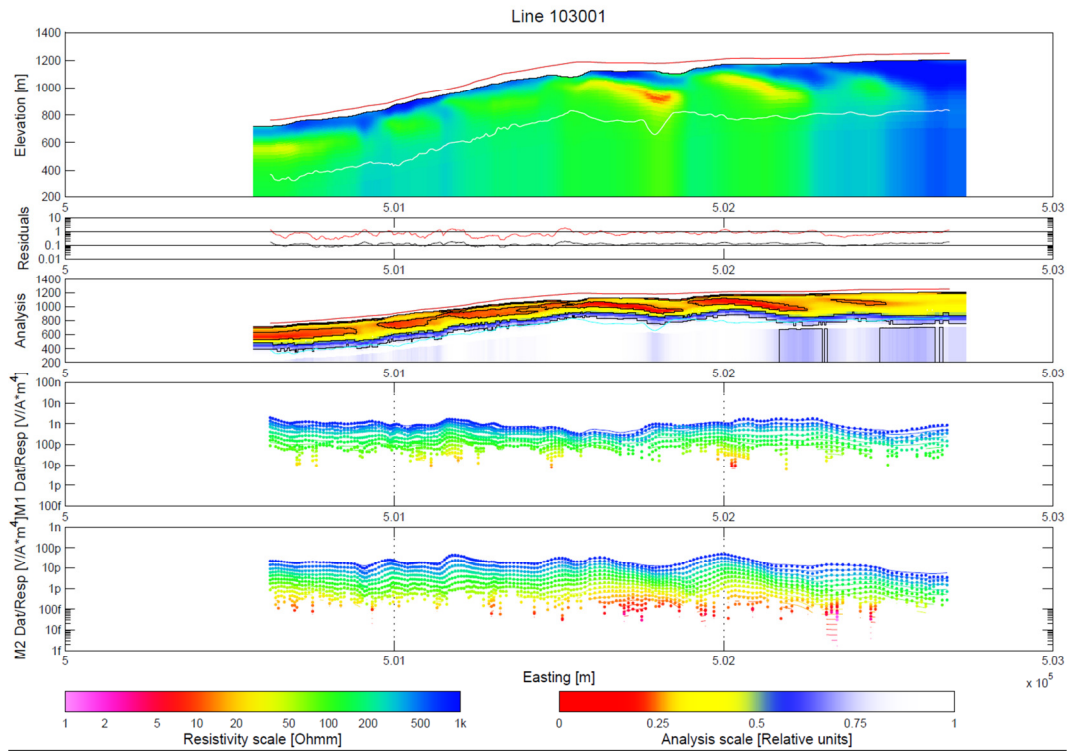 Line 103001
Elevation [m]
1400
1200
1000
800
600
400
200
5 5.01 5.02 5.03
Residuals
10
1
0.1
0.01
5 5.01 5.02 5.03
Analysis
1400
1200
1000
800
600
400
200
5 5.01 5.02 5.03
M1 Dat/Resp [V/A*m^4]
100n
10n
1n
100p
10p
1p
100f
5 5.01 5.02 5.03
M2 Dat/Resp [V/A*m^4]
1n
100p
10p
1p
100f
10f
1f
5 5.01 5.02 5.03
Easting [m]
x 10^5
1 2 5 10 20 50 100 200 500 1k
Resistivity scale [Ohmm]
0 0.25 0.5 0.75 1
Analysis scale [Relative units]